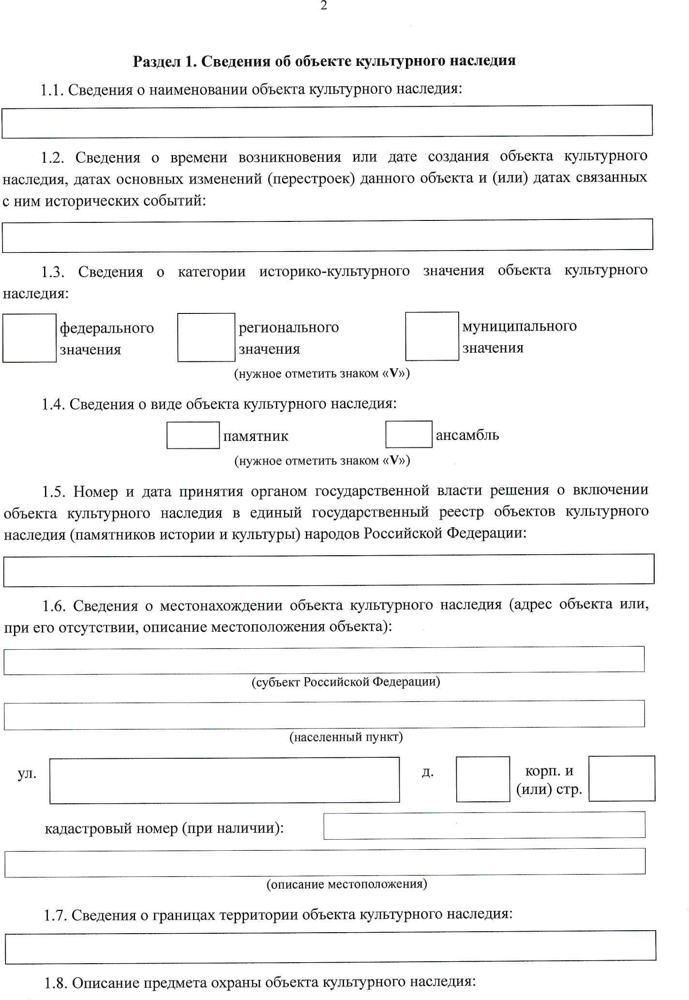 2
Раздел 1. Сведения об объекте культурного наследия
1.1. Сведения о наименовании объекта культурного наследия:
1.2. Сведения о времени возникновения или дате создания объекта культурного
наследия, датах основных изменений (перестроек) данного объекта и (или) датах связанных
с ним исторических событий:
1.3. Сведения о категории историко-культурного значения объекта культурного
наследия:
федерального
значения
регионального
значения
муниципального
значения
(нужное отметить знаком «V»)
1.4. Сведения о виде объекта культурного наследия:
памятник
ансамбль
(нужное отметить знаком «V»)
1.5. Номер и дата принятия органом государственной власти решения о включении
объекта культурного наследия в единый государственный реестр объектов культурного
наследия (памятников истории и культуры) народов Российской Федерации:
1.6. Сведения о местонахождении объекта культурного наследия (адрес объекта или,
при его отсутствии, описание местоположения объекта):
(субъект Российской Федерации)
(населенный пункт)
ул.
д.
корп. и
(или) стр.
кадастровый номер (при наличии):
(описание местоположения)
1.7. Сведения о границах территории объекта культурного наследия:
1.8. Описание предмета охраны объекта культурного наследия: